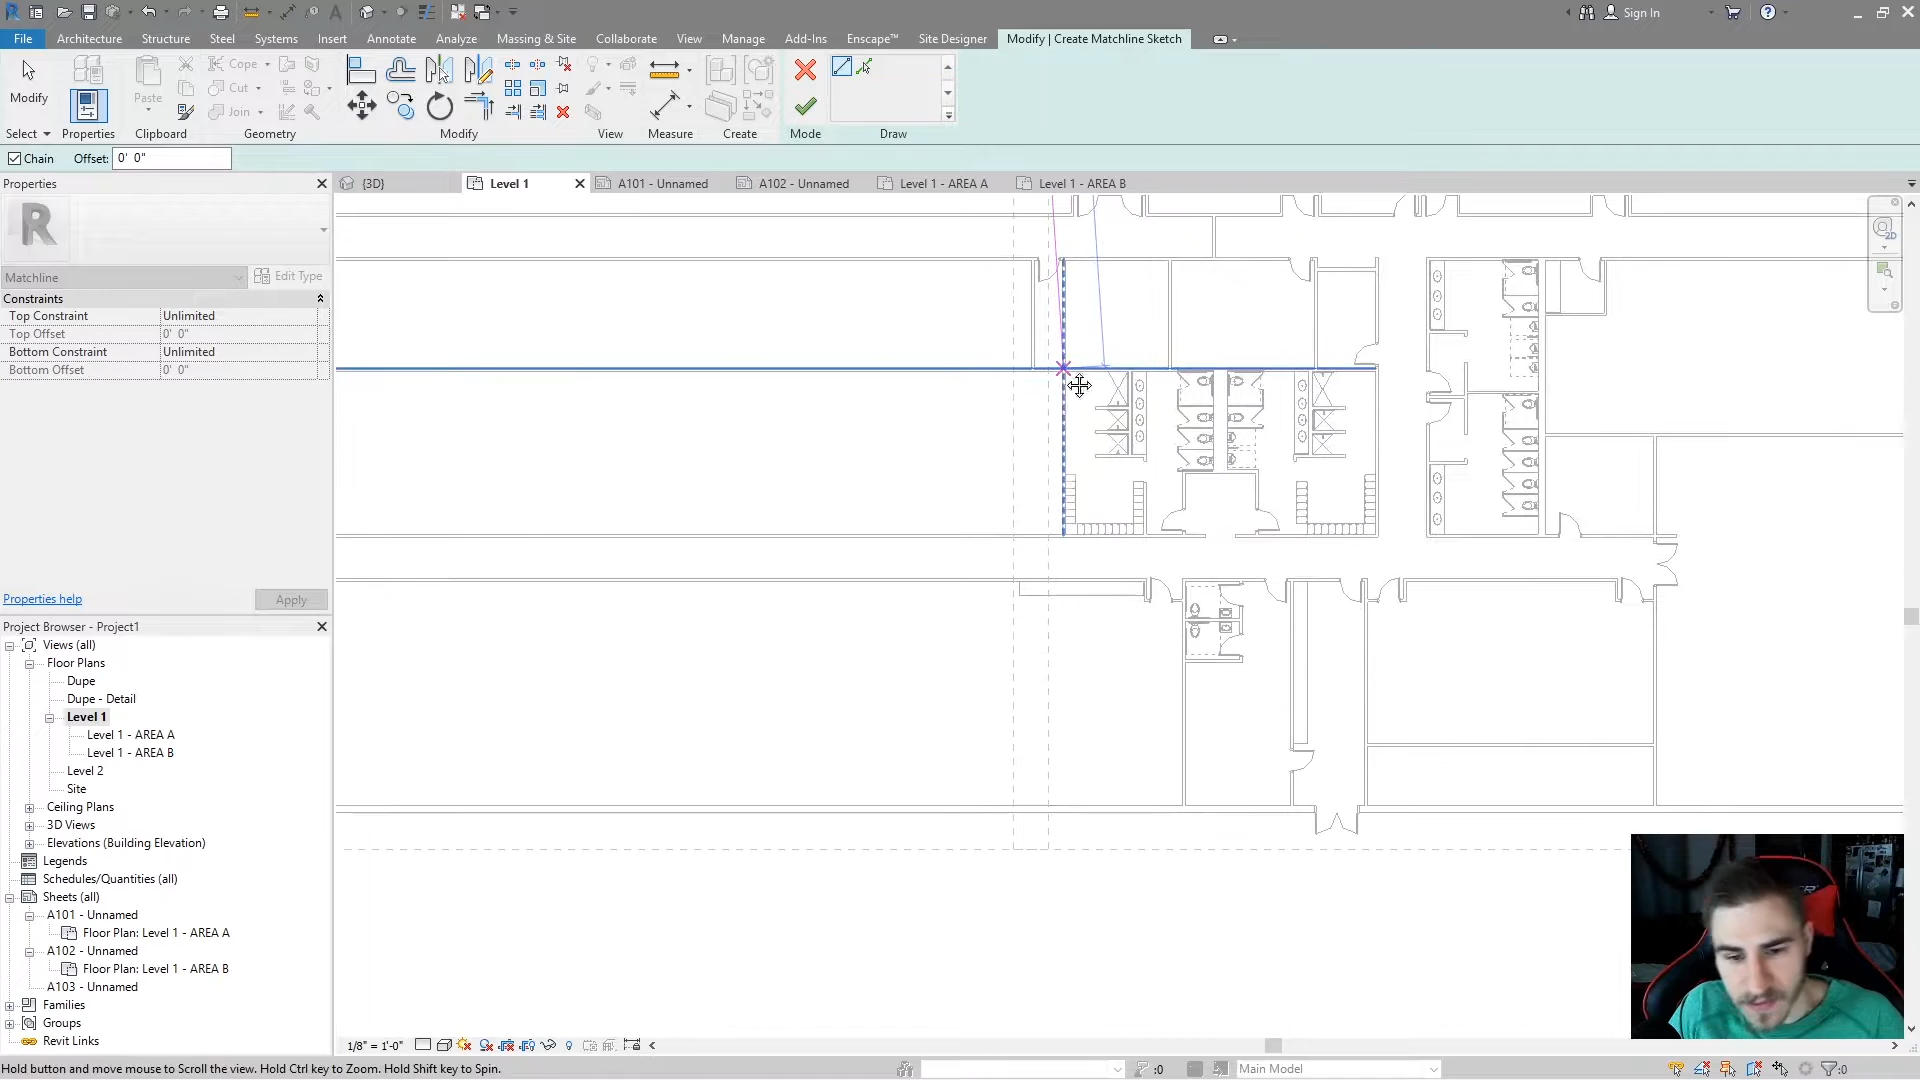 Sign In
File Architecture Structure Steel Systems Insert Annotate Analyze Massing & Site Collaborate View Manage Add-Ins Enscape™ Site Designer Modify | Create Matchline Sketch
Modify Paste Cope Cut Join
Select Properties Clipboard Geometry Modify View Measure Create Mode Draw
Chain Offset: 0' 0"
Properties
{3D} Level 1 A101 - Unnamed A102 - Unnamed Level 1 - AREA A Level 1 - AREA B
R
2D
Matchline Edit Type
Constraints
Top Constraint Unlimited
Top Offset 0' 0"
Bottom Constraint Unlimited
Bottom Offset 0' 0"
Properties help Apply
Project Browser - Project1
Views (all)
Floor Plans
Dupe
Dupe - Detail
Level 1
Level 1 - AREA A
Level 1 - AREA B
Level 2
Site
Ceiling Plans
3D Views
Elevations (Building Elevation)
Legends
Schedules/Quantities (all)
Sheets (all)
A101 - Unnamed
Floor Plan: Level 1 - AREA A
A102 - Unnamed
Floor Plan: Level 1 - AREA B
A103 - Unnamed
Families
Groups
Revit Links
1/8" = 1'-0"
Hold button and move mouse to Scroll the view. Hold Ctrl key to Zoom. Hold Shift key to Spin. :0 Main Model :0